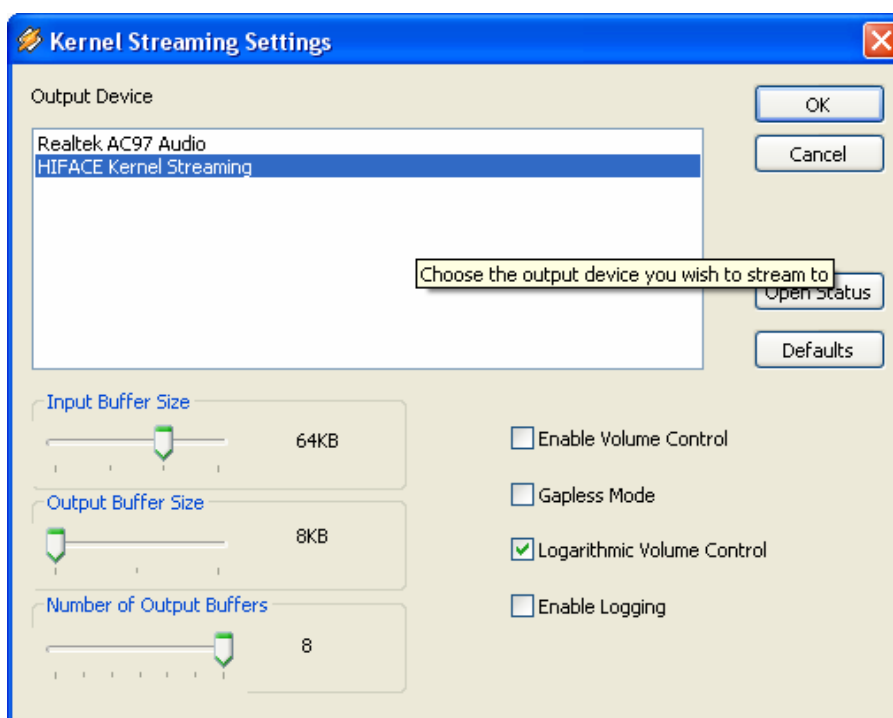 Kernel Streaming Settings
Output Device
OK
Realtek AC97 Audio
Cancel
HIFACE Kernel Streaming
Choose the output device you wish to stream to
Open Status
Defaults
Input Buffer Size
64KB
Enable Volume Control
Gapless Mode
Output Buffer Size
8KB
Logarithmic Volume Control
Number of Output Buffers
8
Enable Logging